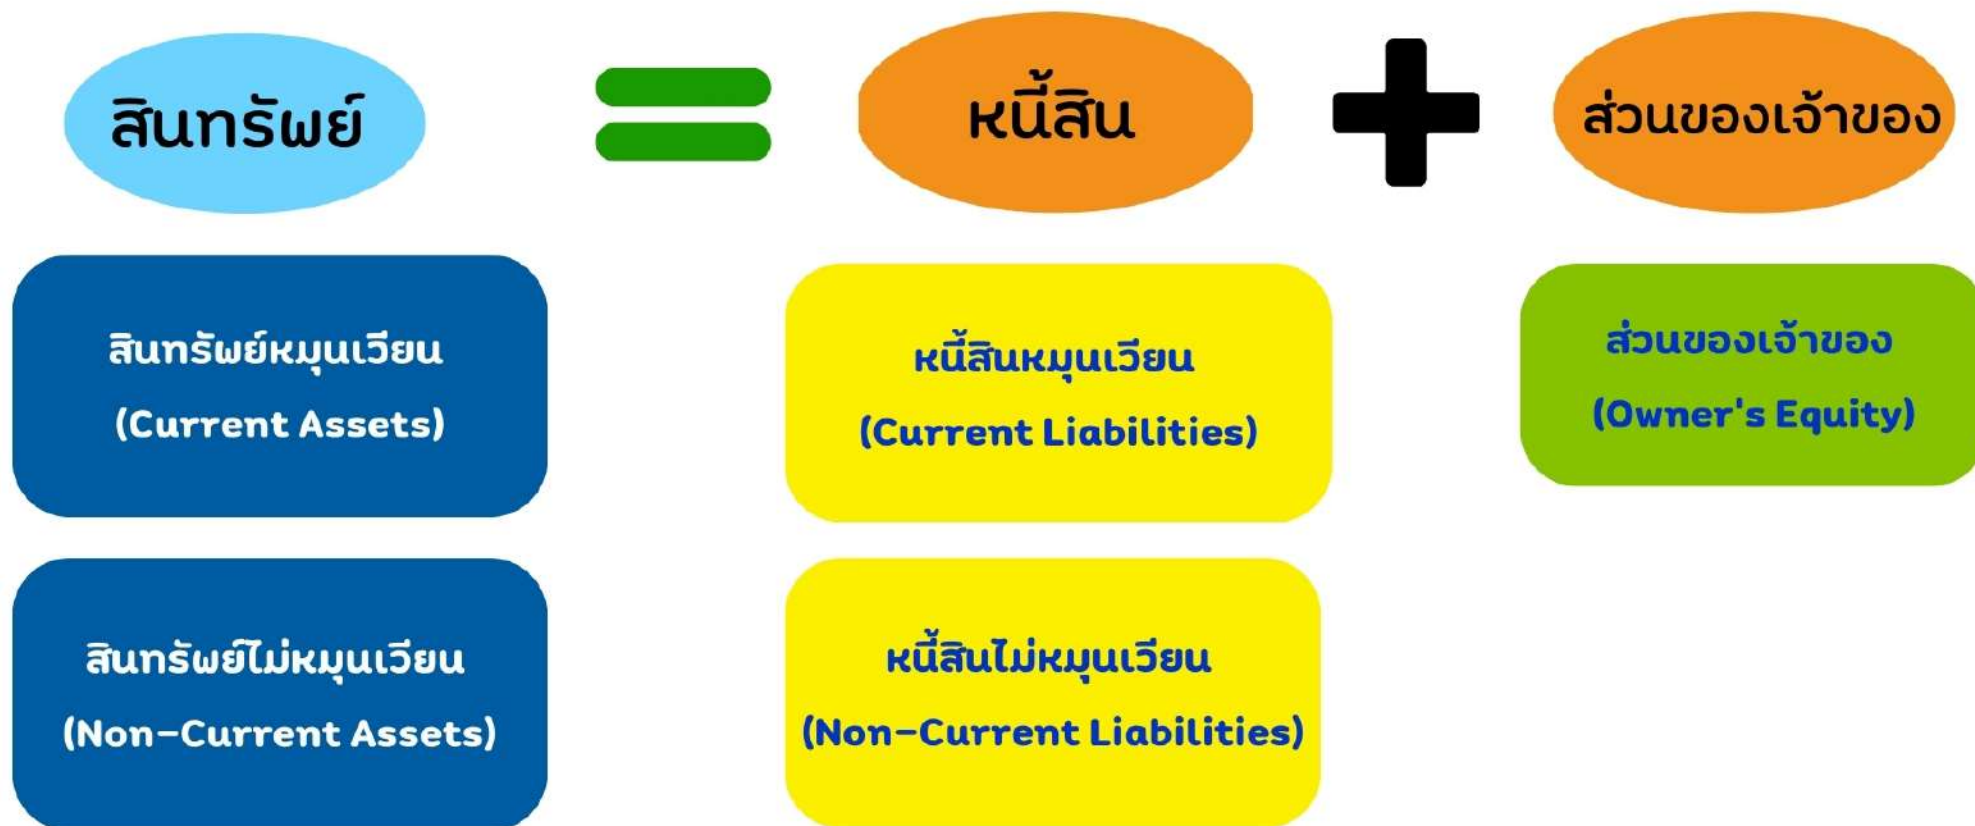 สินทรัพย์
หนี้สิน
ส่วนของเจ้าของ
สินทรัพย์หมุนเวียน
(Current Assets)
หนี้สินหมุนเวียน
(Current Liabilities)
ส่วนของเจ้าของ
(Owner's Equity)
สินทรัพย์ไม่หมุนเวียน
(Non-Current Assets)
หนี้สินไม่หมุนเวียน
(Non-Current Liabilities)